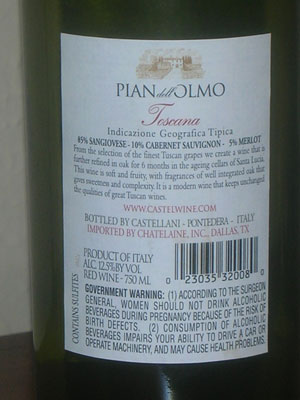 PIAN dell'OLMO
Toscana
Indicazione Geografica Tipica
85% SANGIOVESE - 10% CABERNET SAUVIGNON - 5% MERLOT
From the selection of the finest Tuscan grapes we create a wine that is
further refined in oak for 6 months in the ageing cellars of Santa Lucia.
This wine is soft and fruity, with fragrances of well integrated oak that
gives sweetness and complexity. It is a modern wine that keeps unchanged
the qualities of great Tuscan wines.
WWW.CASTELWINE.COM
BOTTLED BY CASTELLANI - PONTEDERA - ITALY
IMPORTED BY CHATELAINE, INC., DALLAS, TX
CONTAINS SULFITES
PRODUCT OF ITALY
ALC. 12,5% BY VOL
RED WINE - 750 ML
0 23035 32008 0
GOVERNMENT WARNING: (1) ACCORDING TO THE SURGEON
GENERAL, WOMEN SHOULD NOT DRINK ALCOHOLIC
BEVERAGES DURING PREGNANCY BECAUSE OF THE RISK OF
BIRTH DEFECTS. (2) CONSUMPTION OF ALCOHOLIC
BEVERAGES IMPAIRS YOUR ABILITY TO DRIVE A CAR OR
OPERATE MACHINERY, AND MAY CAUSE HEALTH PROBLEMS.